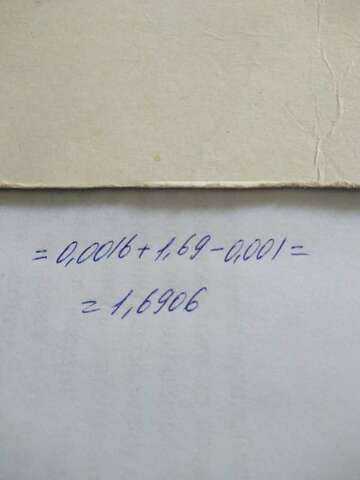 = 0,0016 + 1,69 - 0,001 =
= 1,6906